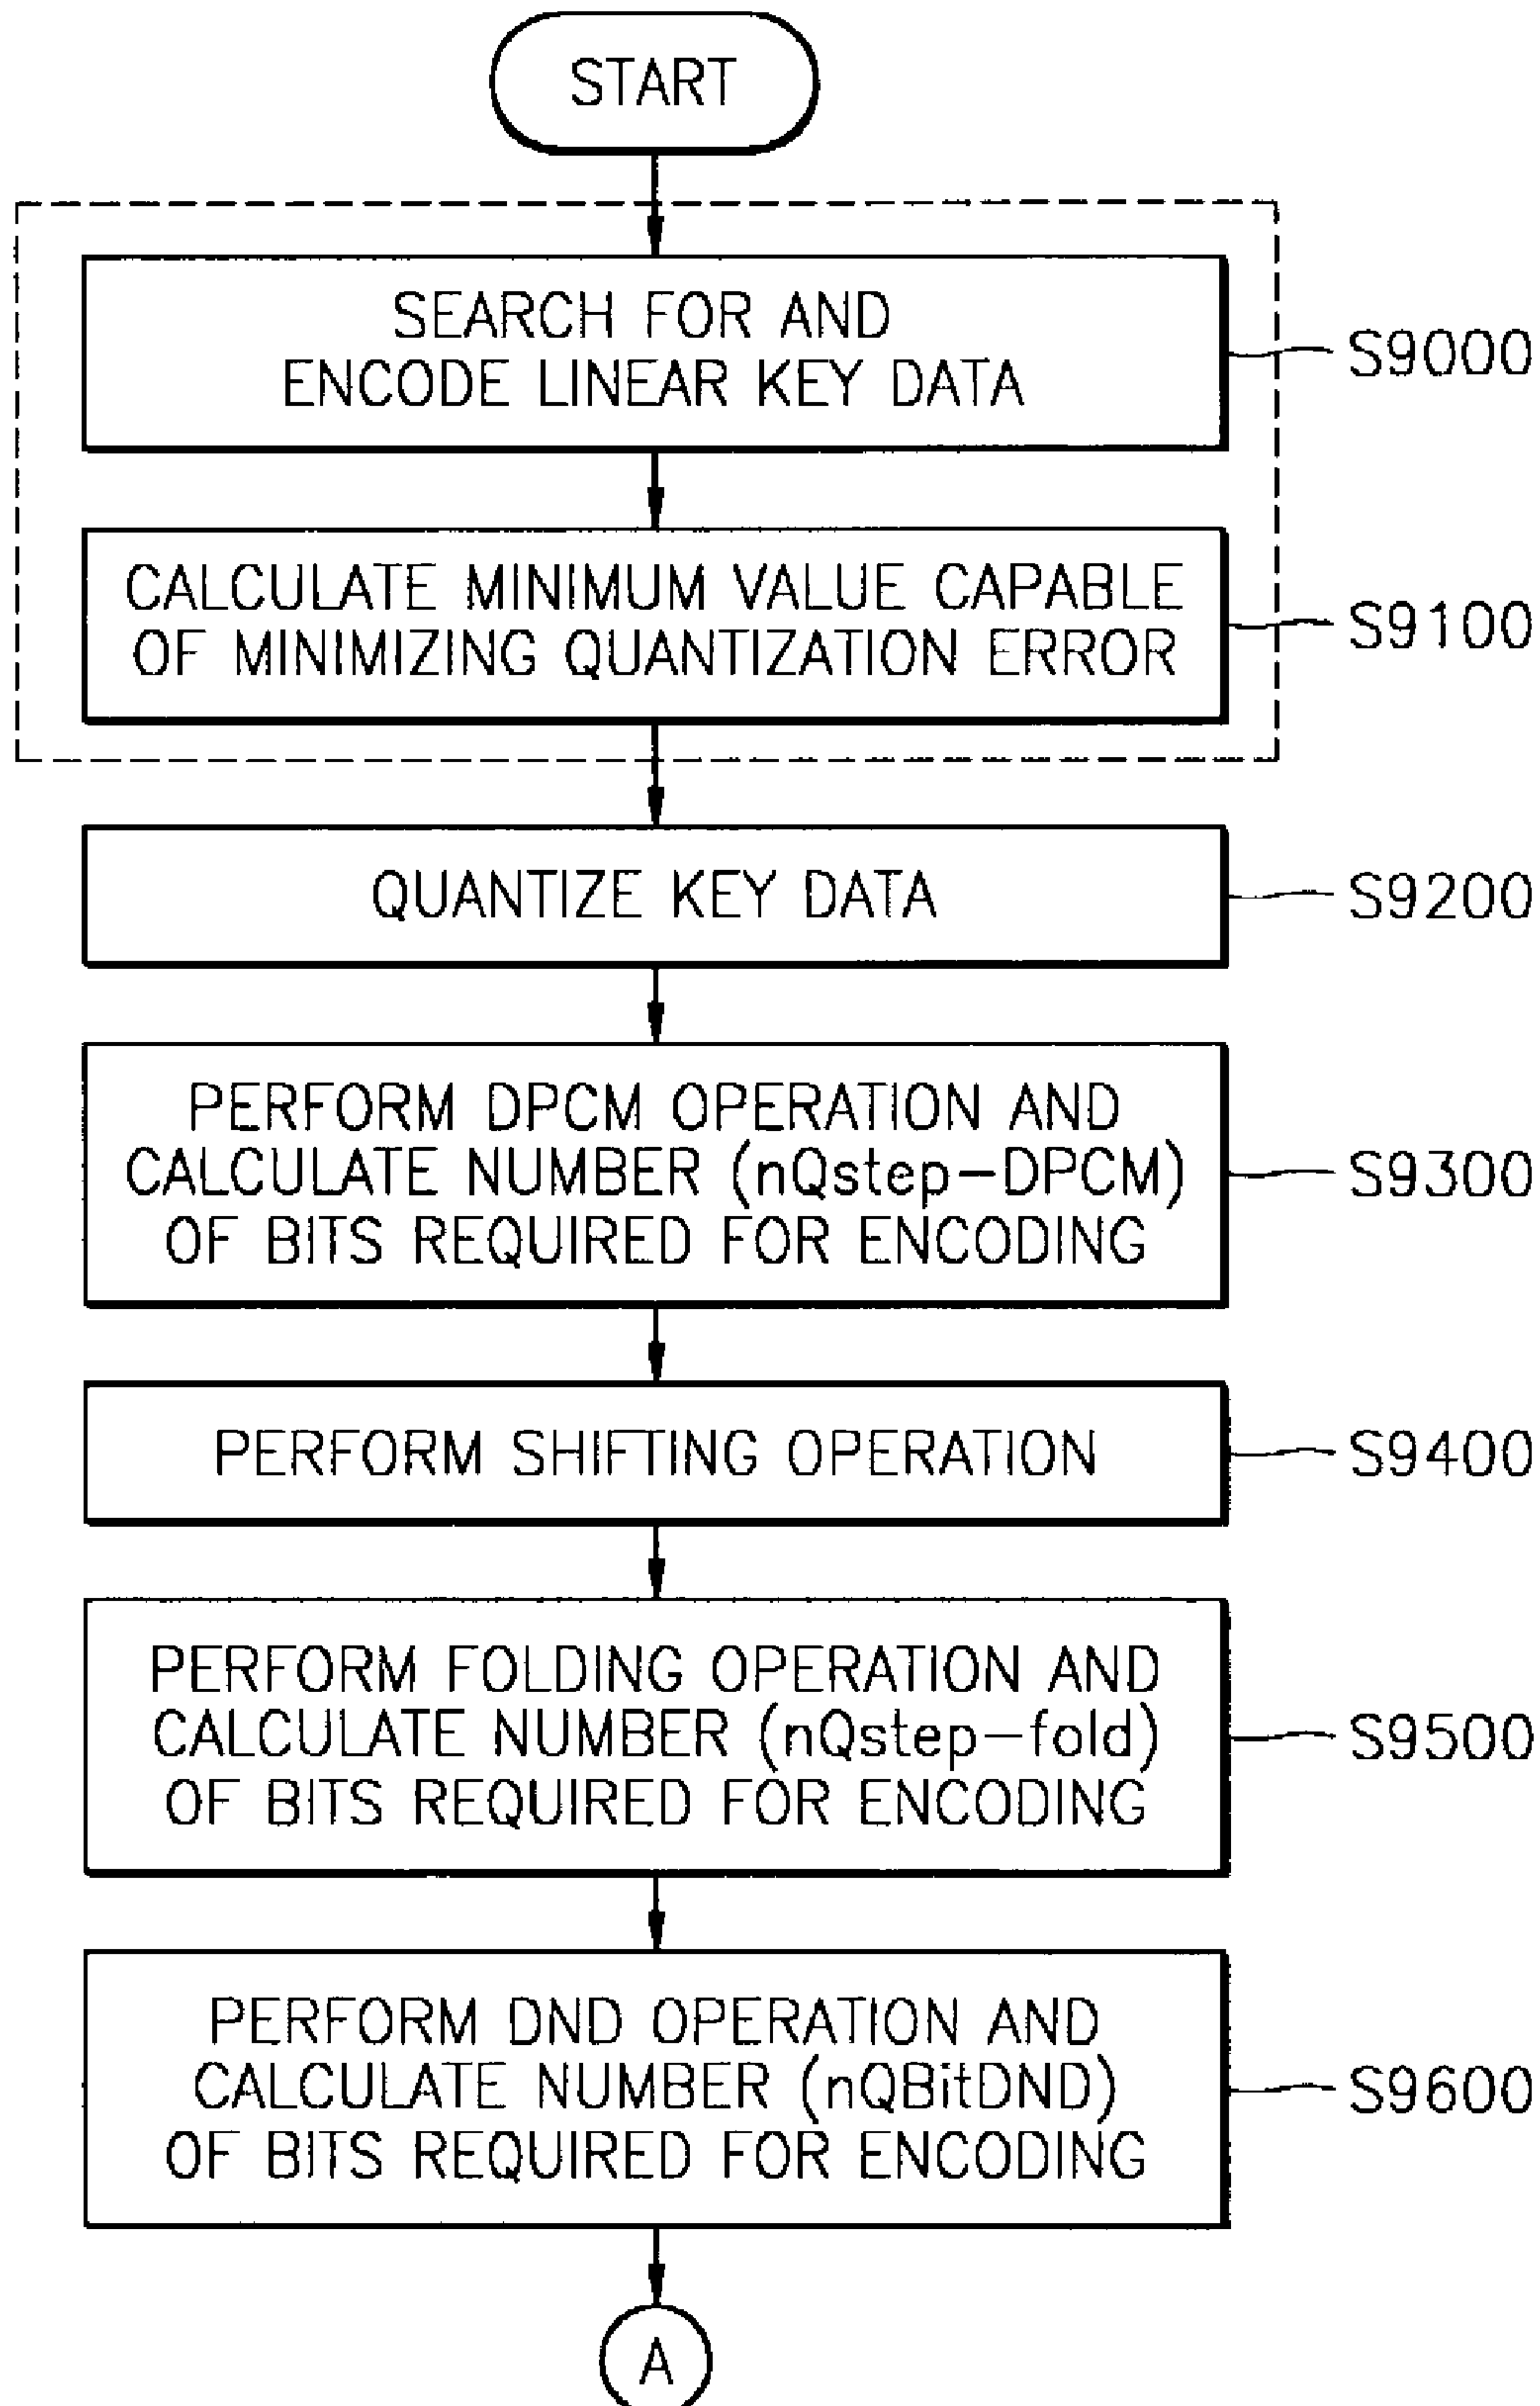 START
SEARCH FOR AND
ENCODE LINEAR KEY DATA
S9000
CALCULATE MINIMUM VALUE CAPABLE
OF MINIMIZING QUANTIZATION ERROR
S9100
QUANTIZE KEY DATA
S9200
PERFORM DPCM OPERATION AND
CALCULATE NUMBER (nQstep-DPCM)
OF BITS REQUIRED FOR ENCODING
S9300
PERFORM SHIFTING OPERATION
S9400
PERFORM FOLDING OPERATION AND
CALCULATE NUMBER (nQstep-fold)
OF BITS REQUIRED FOR ENCODING
S9500
PERFORM DND OPERATION AND
CALCULATE NUMBER (nQBitDND)
OF BITS REQUIRED FOR ENCODING
S9600
A